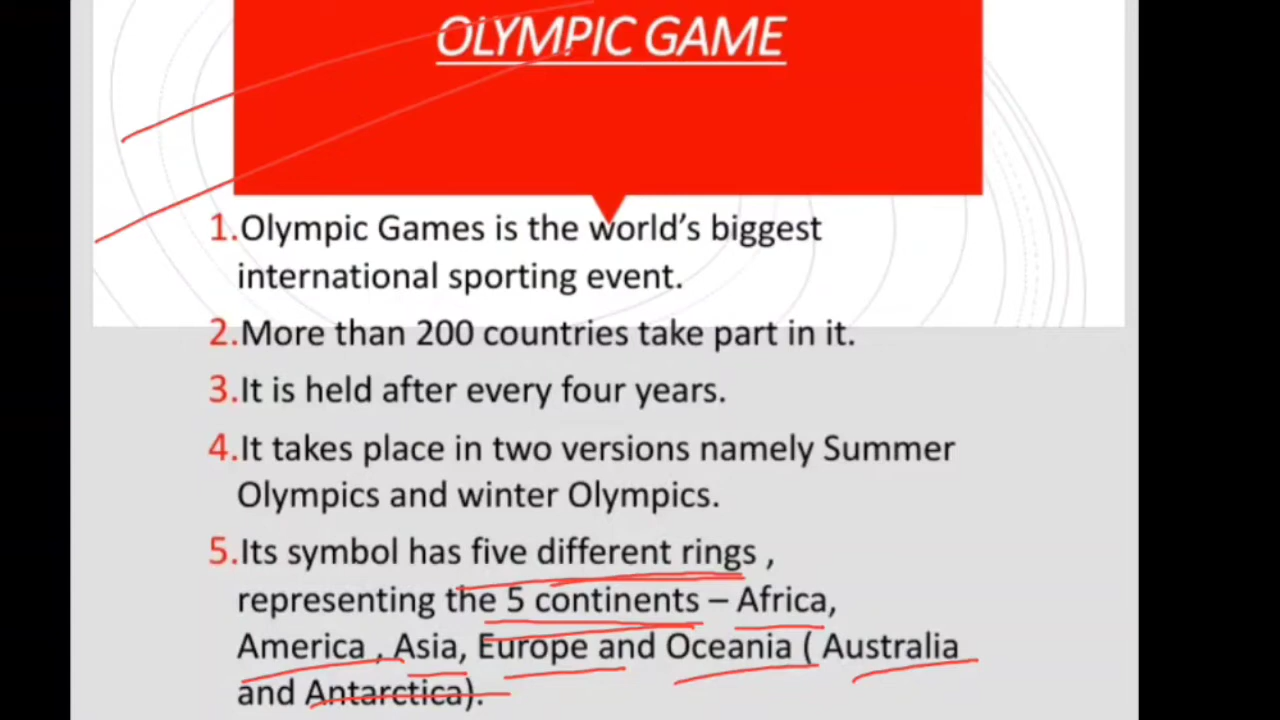 OLYMPIC GAME
1.Olympic Games is the world’s biggest
international sporting event.
2.More than 200 countries take part in it.
3.It is held after every four years.
4.It takes place in two versions namely Summer
Olympics and winter Olympics.
5.Its symbol has five different rings ,
representing the 5 continents – Africa,
America , Asia, Europe and Oceania ( Australia
and Antarctica).